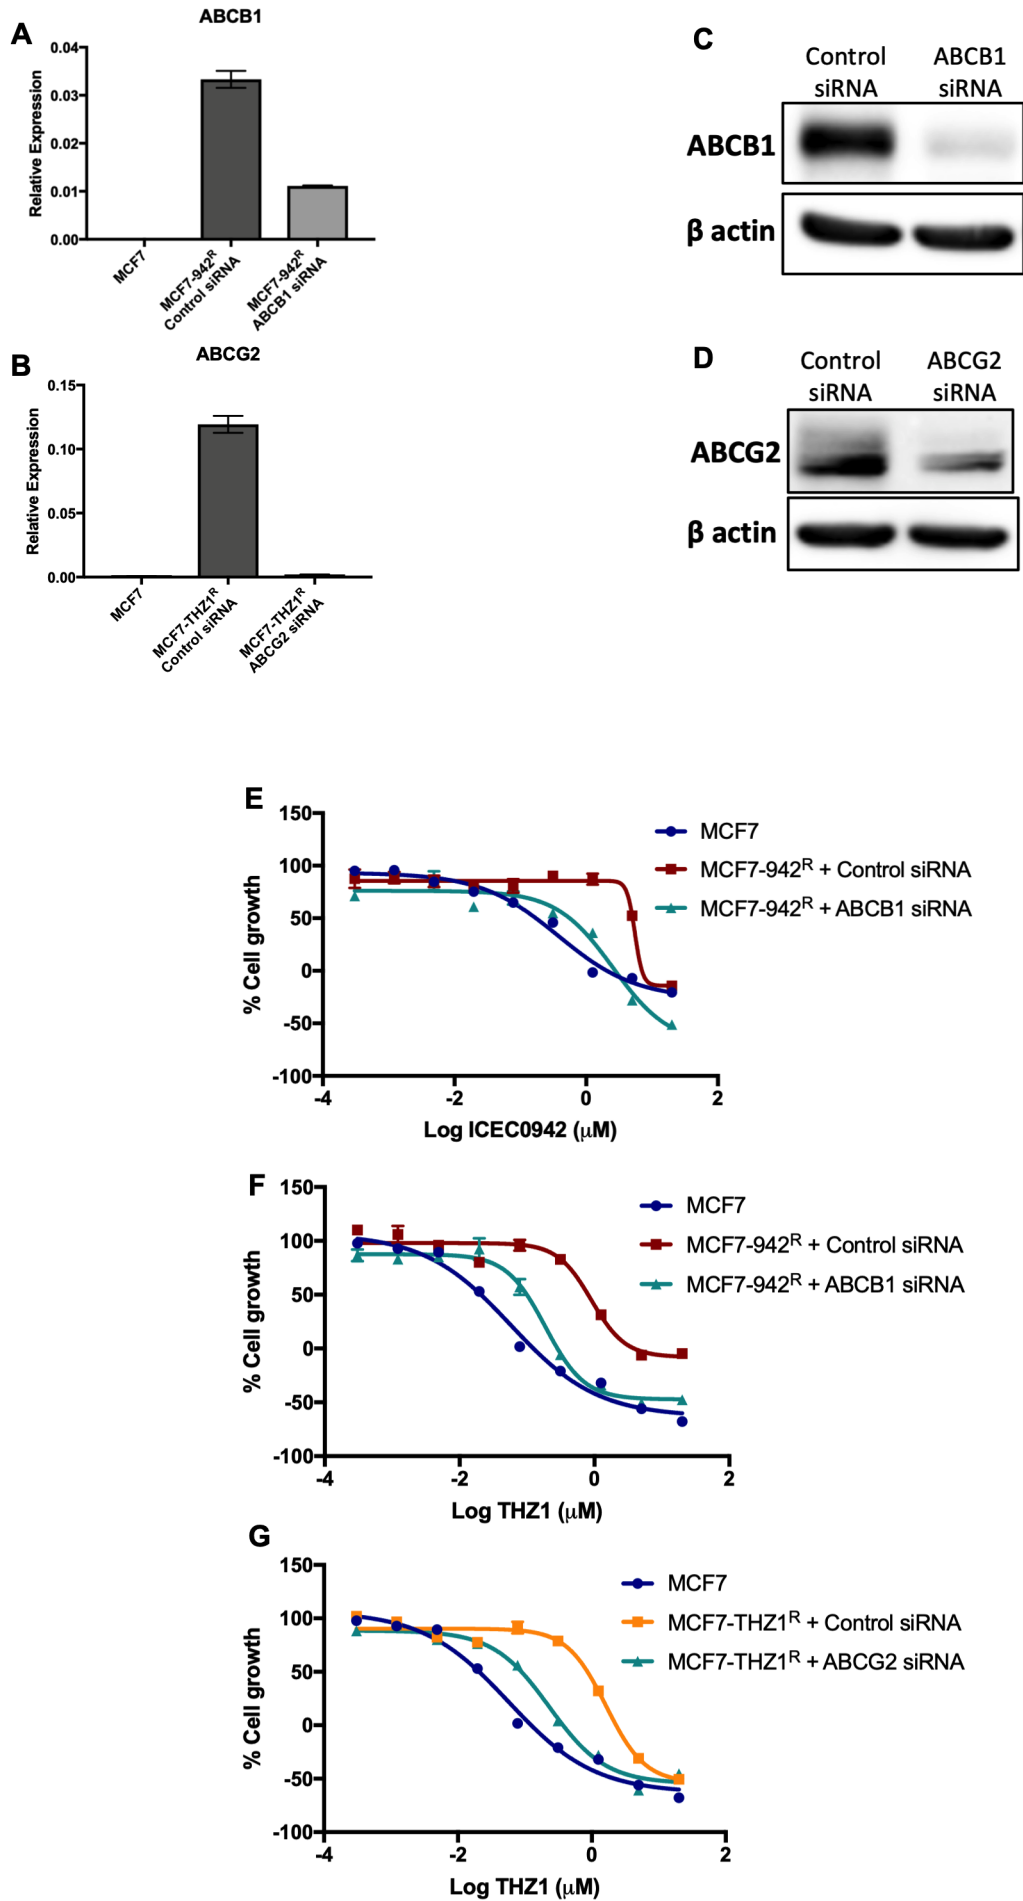 A
ABCB1
Relative Expression
0.04
0.03
0.02
0.01
0.00
MCF7
MCF7-942R
Control siRNA
MCF7-942R
ABCB1 siRNA
B
ABCG2
Relative Expression
0.15
0.10
0.05
0.00
MCF7
MCF7-THZ1R
Control siRNA
MCF7-THZ1R
ABCG2 siRNA
C
Control
siRNA
ABCB1
siRNA
ABCB1
β actin
D
Control
siRNA
ABCG2
siRNA
ABCG2
β actin
E
% Cell growth
150
100
50
0
-50
-100
-4
-2
0
2
Log ICEC0942 (μM)
MCF7
MCF7-942R + Control siRNA
MCF7-942R + ABCB1 siRNA
F
% Cell growth
150
100
50
0
-50
-100
-4
-2
0
2
Log THZ1 (μM)
MCF7
MCF7-942R + Control siRNA
MCF7-942R + ABCB1 siRNA
G
% Cell growth
150
100
50
0
-50
-100
-4
-2
0
2
Log THZ1 (μM)
MCF7
MCF7-THZ1R + Control siRNA
MCF7-THZ1R + ABCG2 siRNA